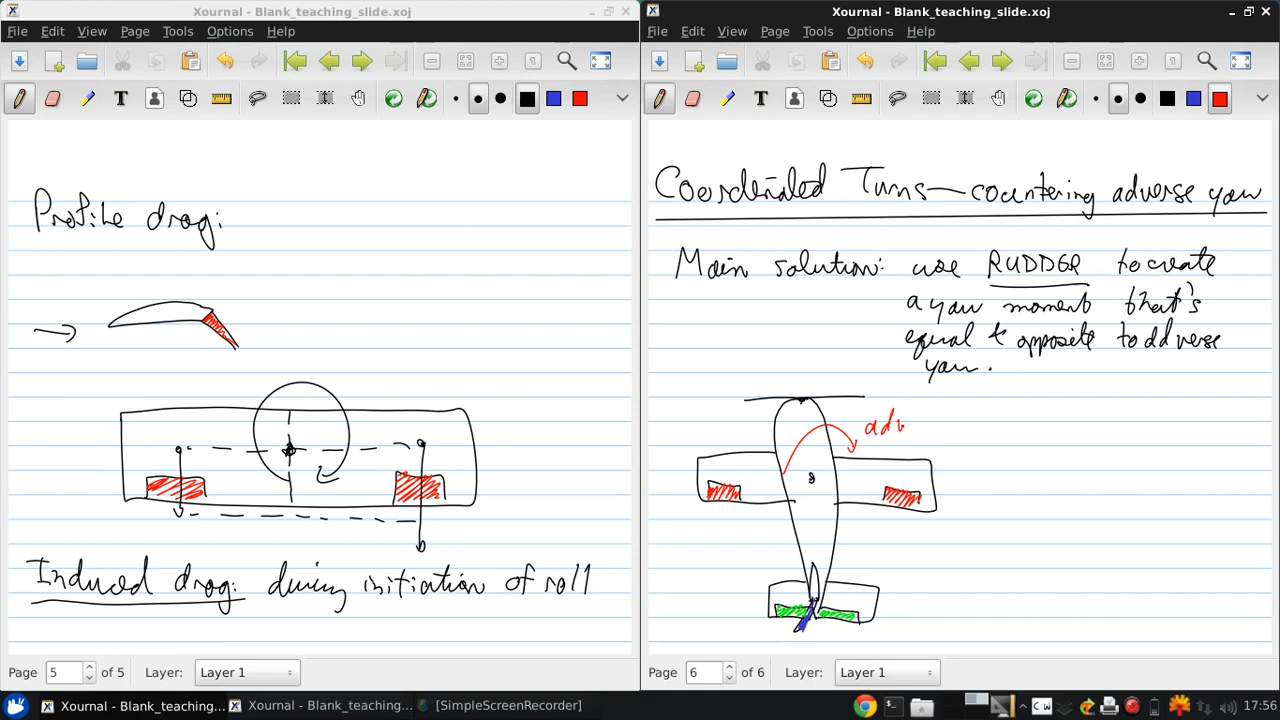 Xournal - Blank_teaching_slide.xoj
File Edit View Page Tools Options Help
Profile drag:
Induced drag: during initiation of roll
Page 5 of 5 Layer: Layer 1
Xournal - Blank_teaching_slide.xoj
File Edit View Page Tools Options Help
Coordinated Turns—countering adverse yaw
Main solution: use RUDDER to create
a yaw moment that's
equal & opposite to adverse
yaw.
adv
Page 6 of 6 Layer: Layer 1
Xournal - Blank_teaching... Xournal - Blank_teaching... [SimpleScreenRecorder] CW 17:56